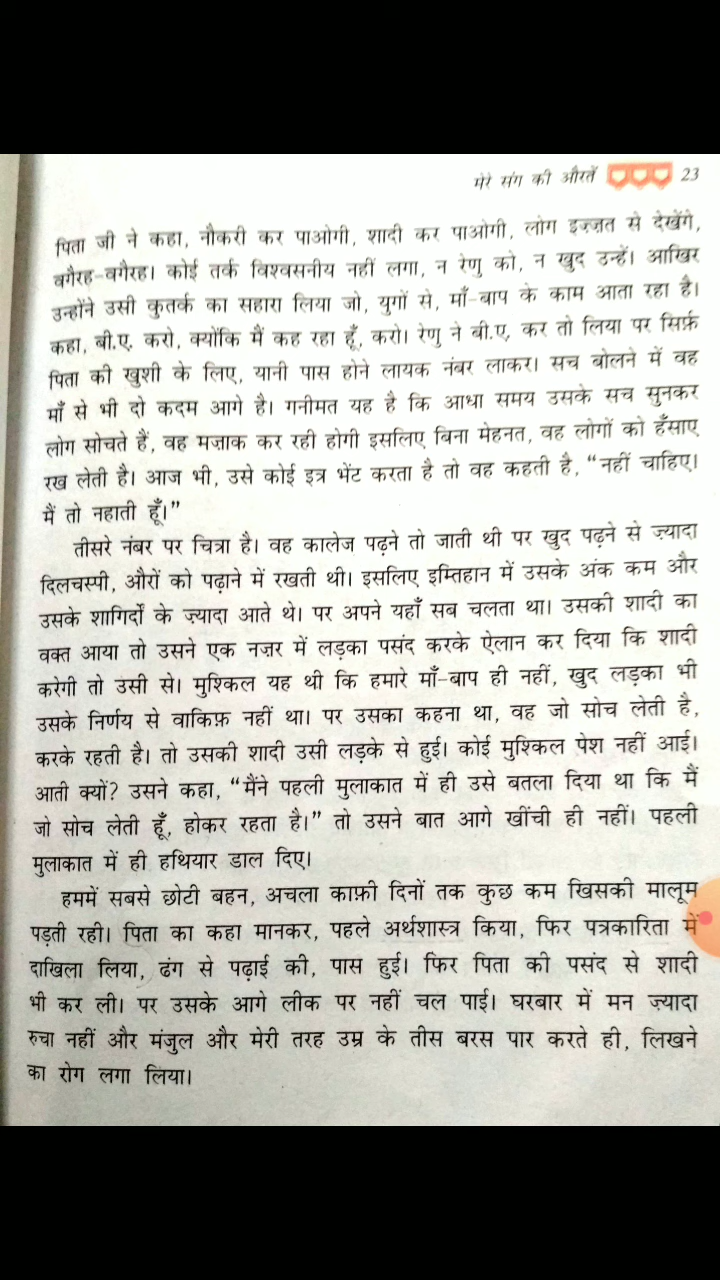 मेरे संग की औरतें 23
पिता जी ने कहा, नौकरी कर पाओगी, शादी कर पाओगी, लोग इज़्ज़त से देखेंगे,
वगैरह-वगैरह। कोई तर्क विश्वसनीय नहीं लगा, न रेणु को, न खुद उन्हें। आखिर
उन्होंने उसी कुतर्क का सहारा लिया जो, युगों से, माँ-बाप के काम आता रहा है।
कहा, बी.ए. करो, क्योंकि मैं कह रहा हूँ, करो। रेणु ने बी.ए. कर तो लिया पर सिर्फ़
पिता की खुशी के लिए, यानी पास होने लायक नंबर लाकर। सच बोलने में वह
माँ से भी दो कदम आगे है। गनीमत यह है कि आधा समय उसके सच सुनकर
लोग सोचते हैं, वह मज़ाक कर रही होगी इसलिए बिना मेहनत, वह लोगों को हँसाए
रख लेती है। आज भी, उसे कोई इत्र भेंट करता है तो वह कहती है, “नहीं चाहिए।
मैं तो नहाती हूँ।”
तीसरे नंबर पर चित्रा है। वह कालेज पढ़ने तो जाती थी पर खुद पढ़ने से ज़्यादा
दिलचस्पी, औरों को पढ़ाने में रखती थी। इसलिए इम्तिहान में उसके अंक कम और
उसके शागिर्दों के ज़्यादा आते थे। पर अपने यहाँ सब चलता था। उसकी शादी का
वक्त आया तो उसने एक नज़र में लड़का पसंद करके ऐलान कर दिया कि शादी
करेगी तो उसी से। मुश्किल यह थी कि हमारे माँ-बाप ही नहीं, खुद लड़का भी
उसके निर्णय से वाकिफ़ नहीं था। पर उसका कहना था, वह जो सोच लेती है,
करके रहती है। तो उसकी शादी उसी लड़के से हुई। कोई मुश्किल पेश नहीं आई।
आती क्यों? उसने कहा, “मैंने पहली मुलाकात में ही उसे बतला दिया था कि मैं
जो सोच लेती हूँ, होकर रहता है।” तो उसने बात आगे खींची ही नहीं। पहली
मुलाकात में ही हथियार डाल दिए।
हममें सबसे छोटी बहन, अचला काफ़ी दिनों तक कुछ कम खिसकी मालूम
पड़ती रही। पिता का कहा मानकर, पहले अर्थशास्त्र किया, फिर पत्रकारिता में
दाखिला लिया, ढंग से पढ़ाई की, पास हुई। फिर पिता की पसंद से शादी
भी कर ली। पर उसके आगे लीक पर नहीं चल पाई। घरबार में मन ज़्यादा
रुचा नहीं और मंजुल और मेरी तरह उम्र के तीस बरस पार करते ही, लिखने
का रोग लगा लिया।